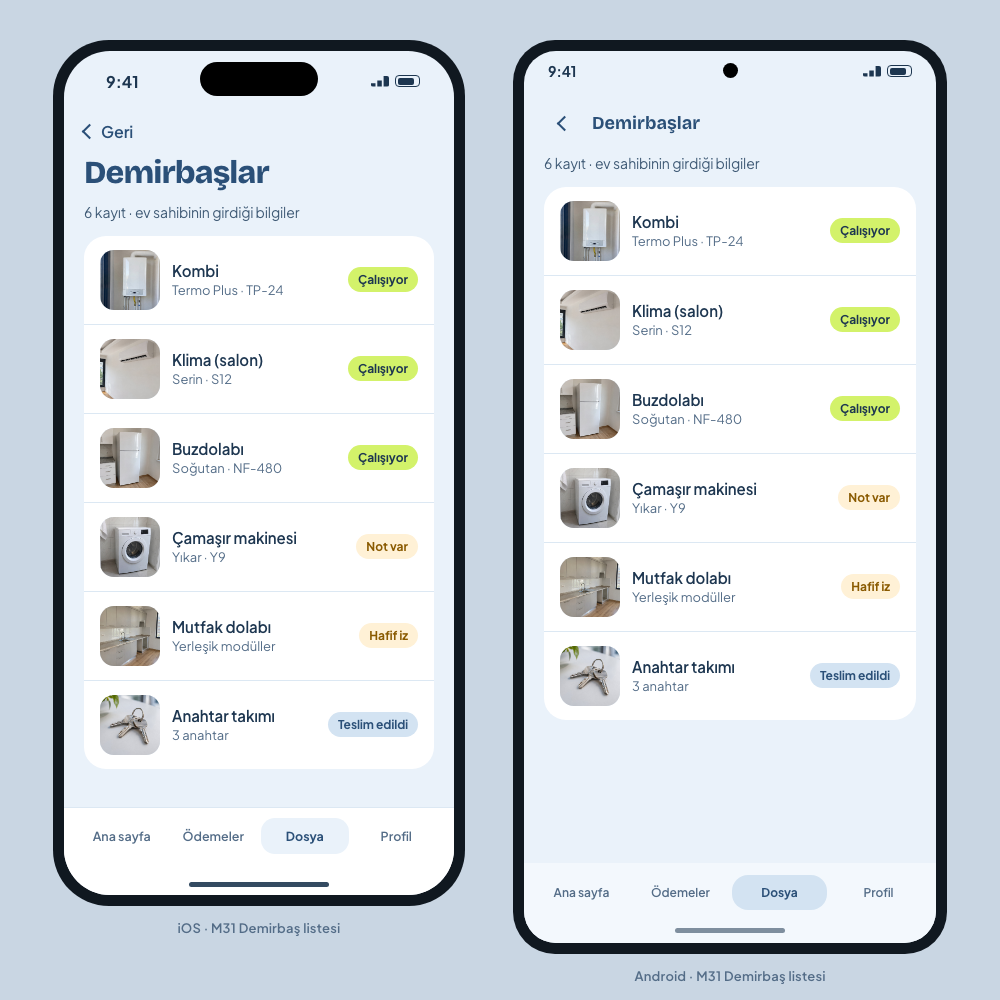 9:41
Geri
Demirbaşlar
6 kayıt · ev sahibinin girdiği bilgiler
Kombi
Termo Plus · TP-24
Çalışıyor
Klima (salon)
Serin · S12
Çalışıyor
Buzdolabı
Soğutan · NF-480
Çalışıyor
Çamaşır makinesi
Yıkar · Y9
Not var
Mutfak dolabı
Yerleşik modüller
Hafif iz
Anahtar takımı
3 anahtar
Teslim edildi
Ana sayfa
Ödemeler
Dosya
Profil
iOS · M31 Demirbaş listesi
9:41
Demirbaşlar
6 kayıt · ev sahibinin girdiği bilgiler
Kombi
Termo Plus · TP-24
Çalışıyor
Klima (salon)
Serin · S12
Çalışıyor
Buzdolabı
Soğutan · NF-480
Çalışıyor
Çamaşır makinesi
Yıkar · Y9
Not var
Mutfak dolabı
Yerleşik modüller
Hafif iz
Anahtar takımı
3 anahtar
Teslim edildi
Ana sayfa
Ödemeler
Dosya
Profil
Android · M31 Demirbaş listesi